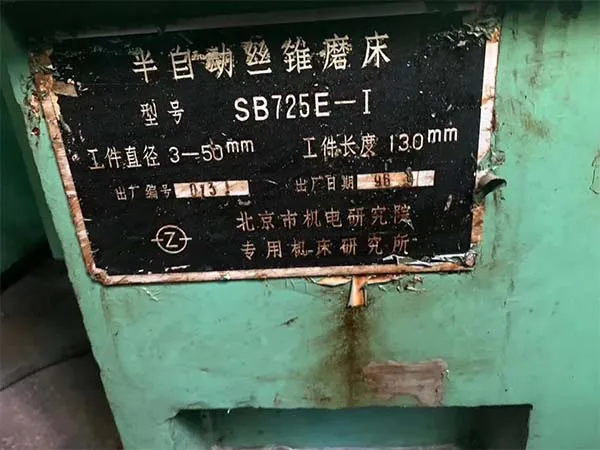 半自动丝锥磨床
型号 SB725E-I
工件直径 3-50mm 工件长度 130mm
出厂编号 013 出厂日期 96
Z 北京市机电研究院
专用机床研究所